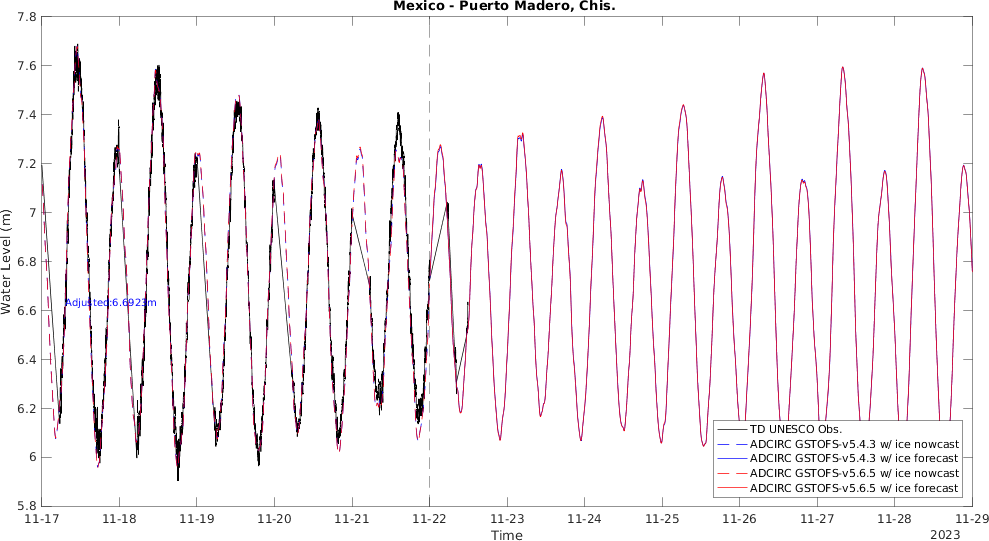 Mexico - Puerto Madero, Chis.
Water Level (m)
7.8
7.6
7.4
7.2
7
6.8
6.6
6.4
6.2
6
5.8
Adjusted:6.6923m
TD UNESCO Obs.
ADCIRC GSTOFS-v5.4.3 w/ ice nowcast
ADCIRC GSTOFS-v5.4.3 w/ ice forecast
ADCIRC GSTOFS-v5.6.5 w/ ice nowcast
ADCIRC GSTOFS-v5.6.5 w/ ice forecast
11-17 11-18 11-19 11-20 11-21 11-22 11-23 11-24 11-25 11-26 11-27 11-28 11-29
Time
2023